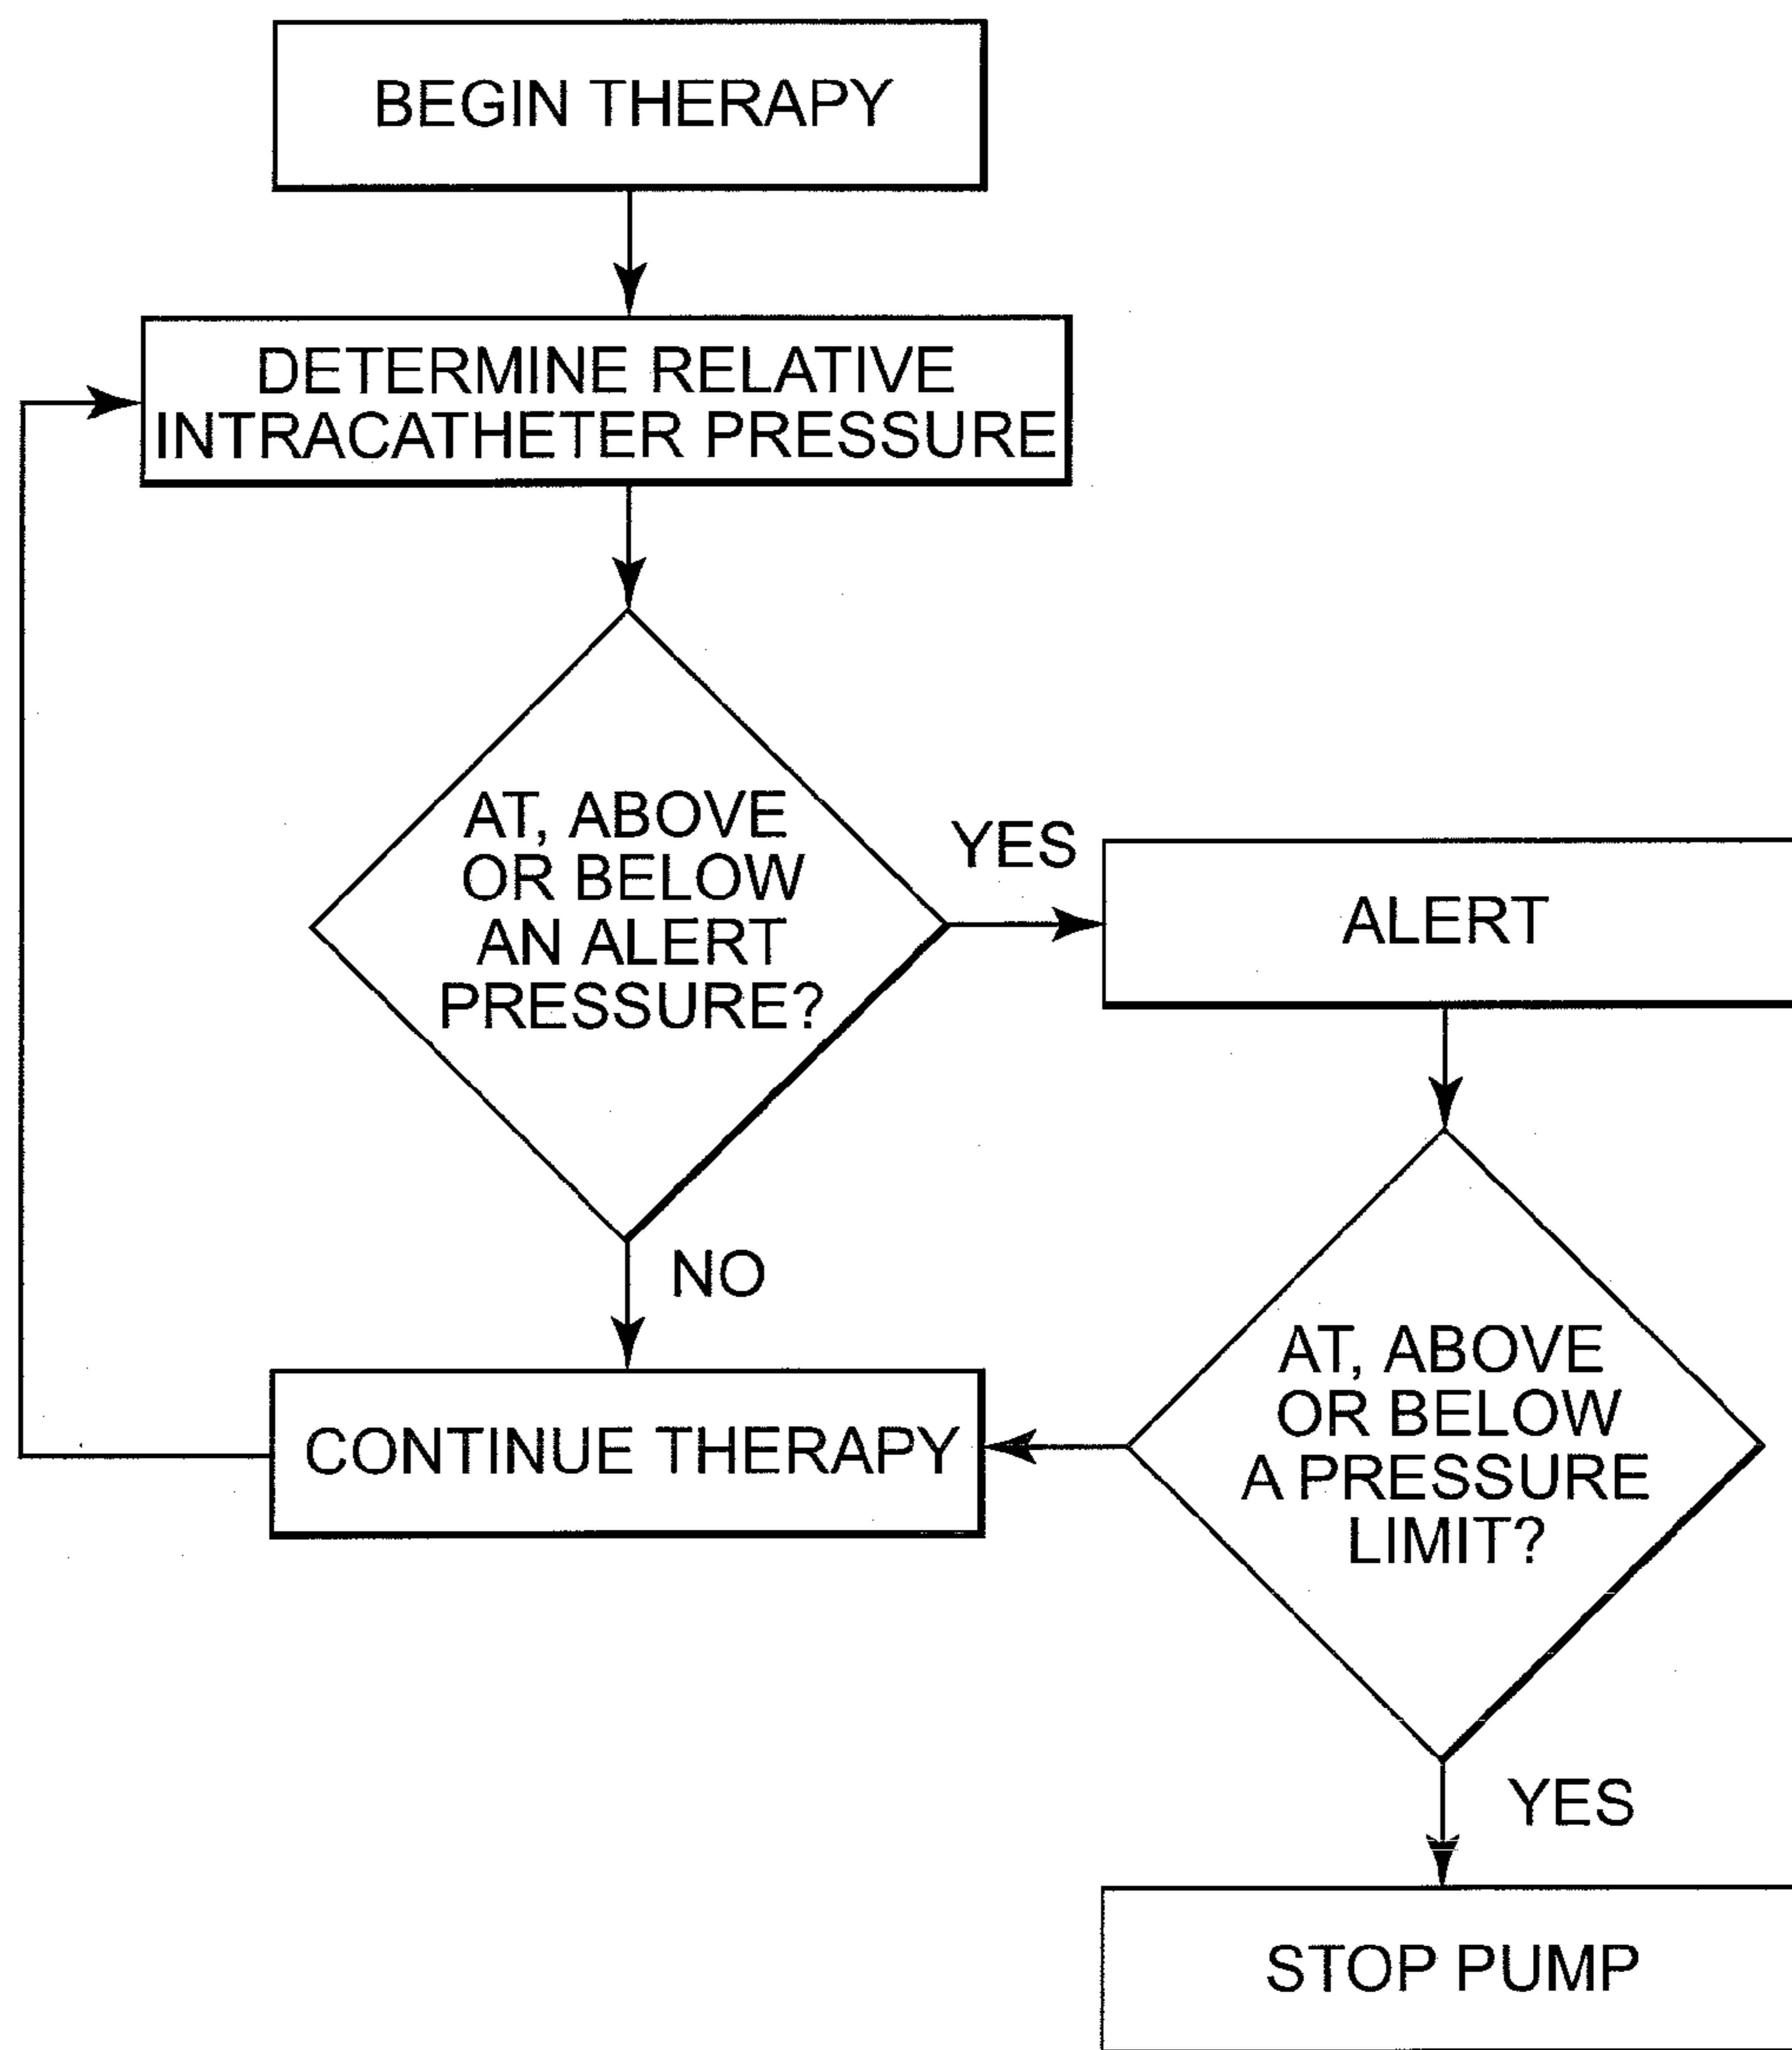 BEGIN THERAPY
DETERMINE RELATIVE
INTRACATHETER PRESSURE
AT, ABOVE
OR BELOW
AN ALERT
PRESSURE?
YES
ALERT
NO
CONTINUE THERAPY
AT, ABOVE
OR BELOW
A PRESSURE
LIMIT?
YES
STOP PUMP